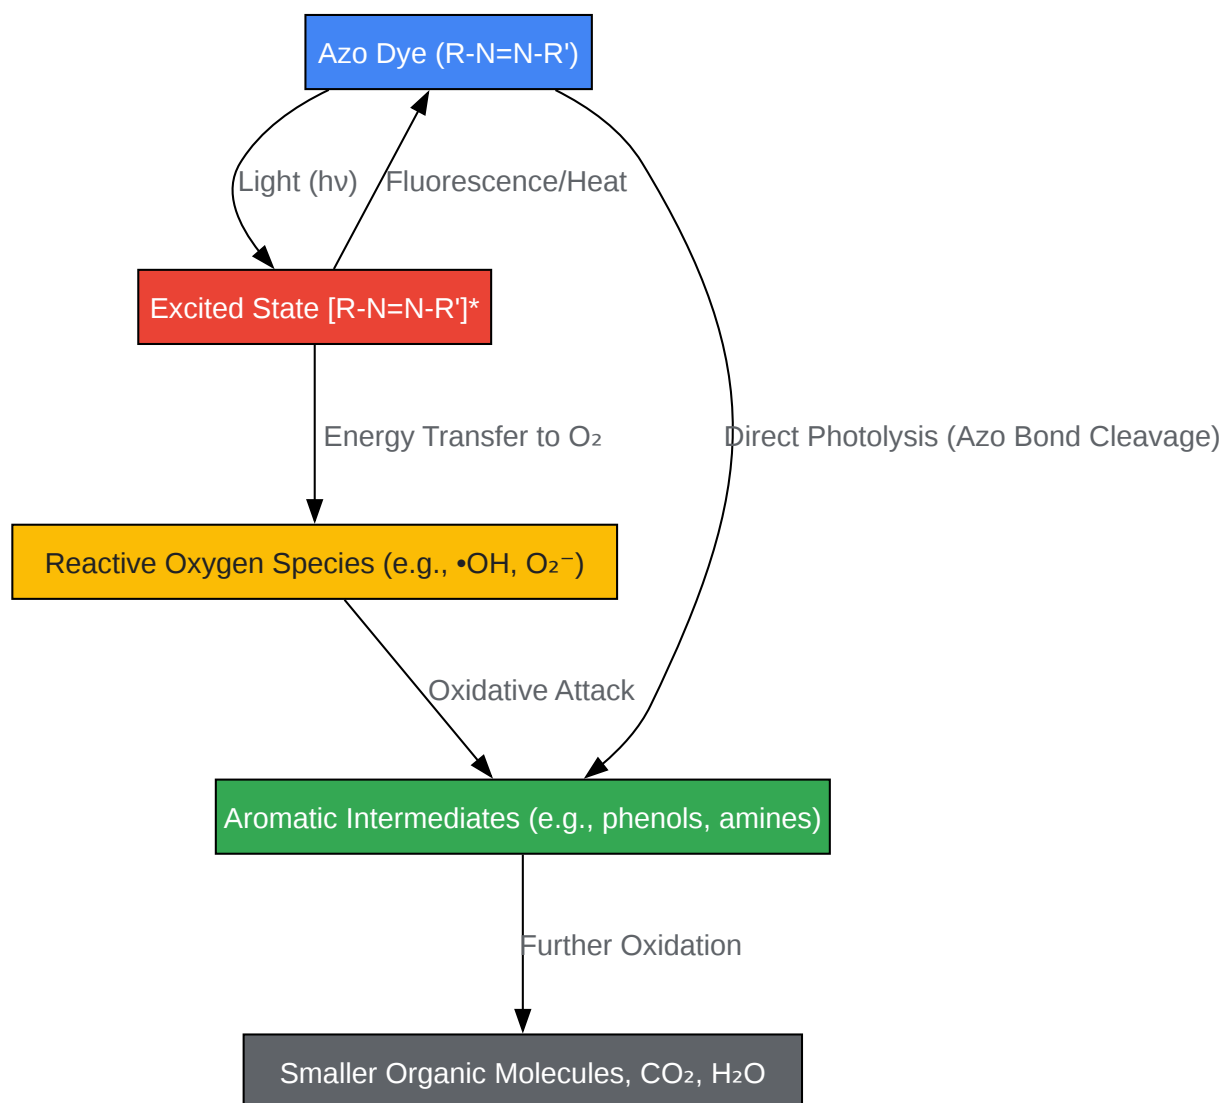 Azo Dye (R-N=N-R')
Light (hν)
Fluorescence/Heat
Excited State [R-N=N-R']*
Energy Transfer to O₂
Direct Photolysis (Azo Bond Cleavage)
Reactive Oxygen Species (e.g., •OH, O₂⁻)
Oxidative Attack
Aromatic Intermediates (e.g., phenols, amines)
Further Oxidation
Smaller Organic Molecules, CO₂, H₂O